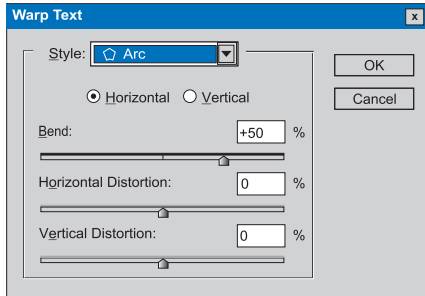 Warp Text x
Style: Arc
OK
Horizontal Vertical
Cancel
Bend: +50 %
Horizontal Distortion: 0 %
Vertical Distortion: 0 %